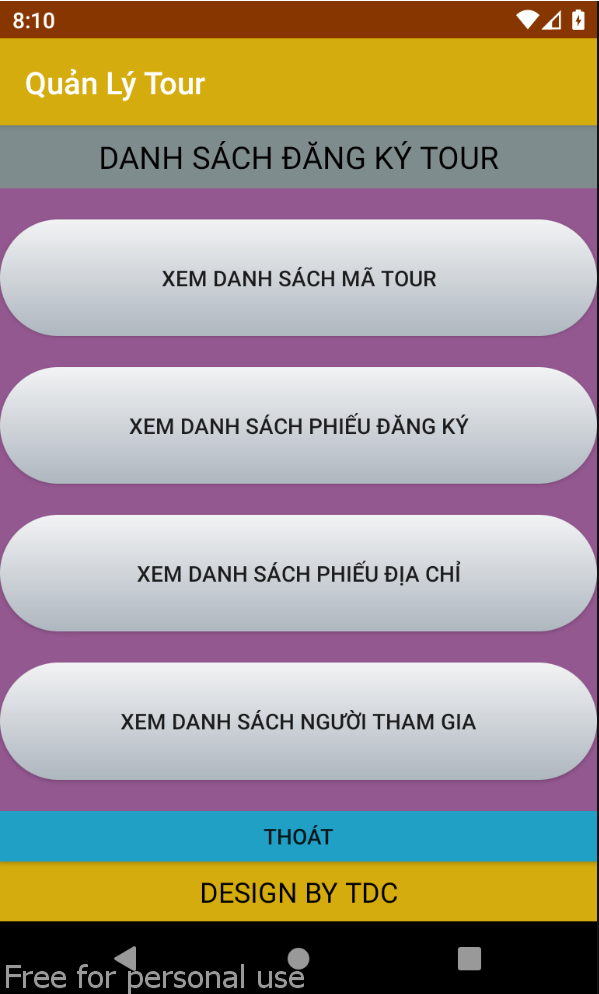 8:10
Quản Lý Tour
DANH SÁCH ĐĂNG KÝ TOUR
XEM DANH SÁCH MÃ TOUR
XEM DANH SÁCH PHIẾU ĐĂNG KÝ
XEM DANH SÁCH PHIẾU ĐỊA CHỈ
XEM DANH SÁCH NGƯỜI THAM GIA
THOÁT
DESIGN BY TDC
Free for personal use